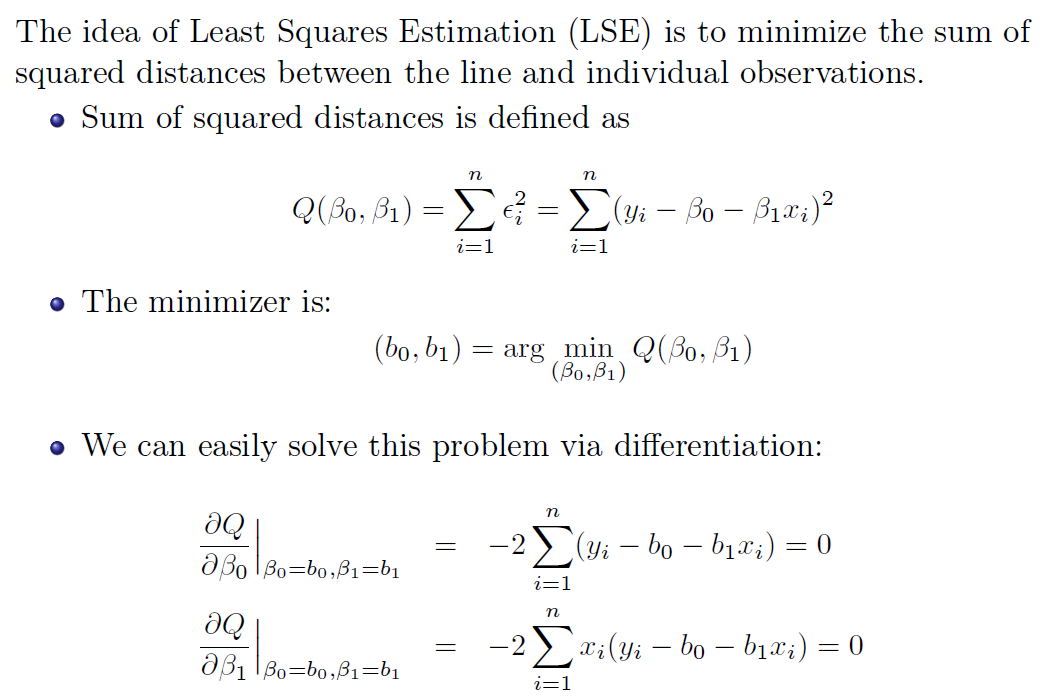 The idea of Least Squares Estimation (LSE) is to minimize the sum of
squared distances between the line and individual observations.
• Sum of squared distances is defined as
$$Q(\beta_0, \beta_1) = \sum_{i=1}^{n} \epsilon_i^2 = \sum_{i=1}^{n} (y_i - \beta_0 - \beta_1 x_i)^2$$
• The minimizer is:
$$(b_0, b_1) = \arg \min_{(\beta_0, \beta_1)} Q(\beta_0, \beta_1)$$
• We can easily solve this problem via differentiation:
$$\left. \frac{\partial Q}{\partial \beta_0} \right|_{\beta_0 = b_0, \beta_1 = b_1} = -2 \sum_{i=1}^{n} (y_i - b_0 - b_1 x_i) = 0$$
$$\left. \frac{\partial Q}{\partial \beta_1} \right|_{\beta_0 = b_0, \beta_1 = b_1} = -2 \sum_{i=1}^{n} x_i (y_i - b_0 - b_1 x_i) = 0$$